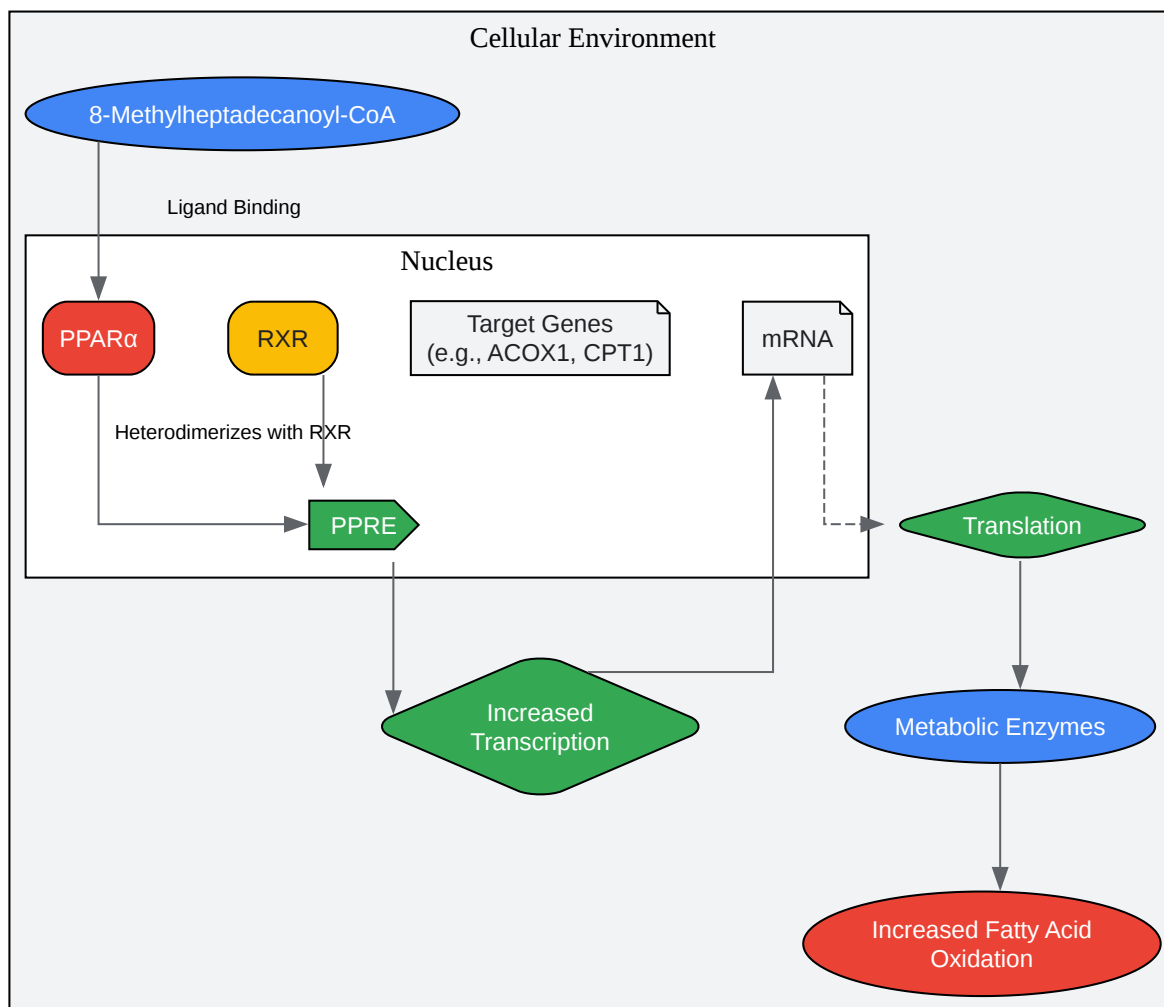 Cellular Environment
8-Methylheptadecanoyl-CoA
Ligand Binding
Nucleus
PPARα
RXR
Target Genes
(e.g., ACOX1, CPT1)
mRNA
Heterodimerizes with RXR
PPRE
Translation
Increased
Transcription
Metabolic Enzymes
Increased Fatty Acid
Oxidation